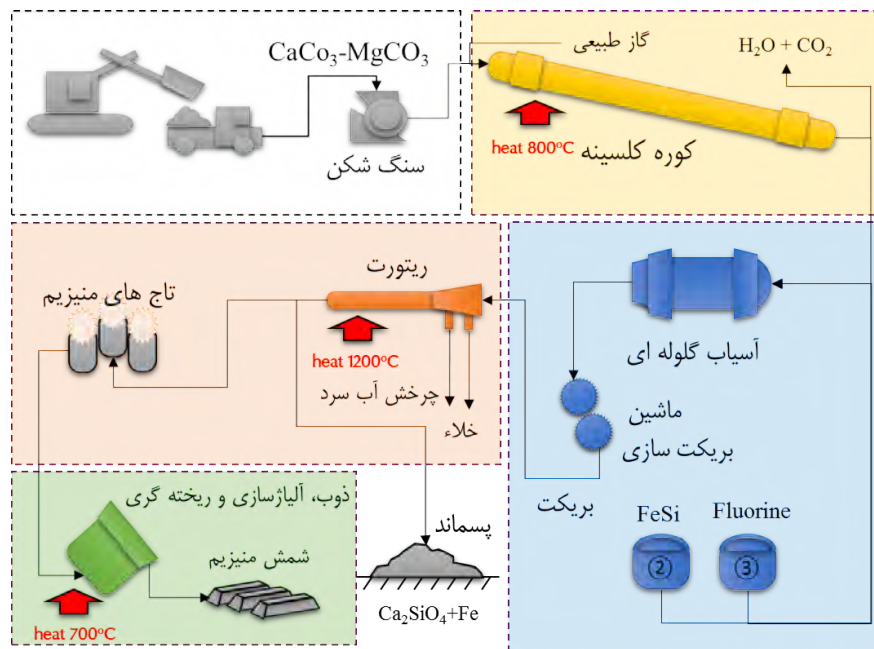 CaCo₃-MgCO₃
سنگ شکن
گاز طبیعی
H₂O + CO₂
heat 800°C
کوره کلسینه
ریتورت
تاج های منیزیم
heat 1200°C
چرخش آب سرد
خلاء
آسیاب گلوله ای
ماشین
بریکت سازی
بریکت
FeSi
Fluorine
②
③
ذوب، آلیاژسازی و ریخته گری
شمش منیزیم
heat 700°C
پسماند
Ca₂SiO₄+Fe